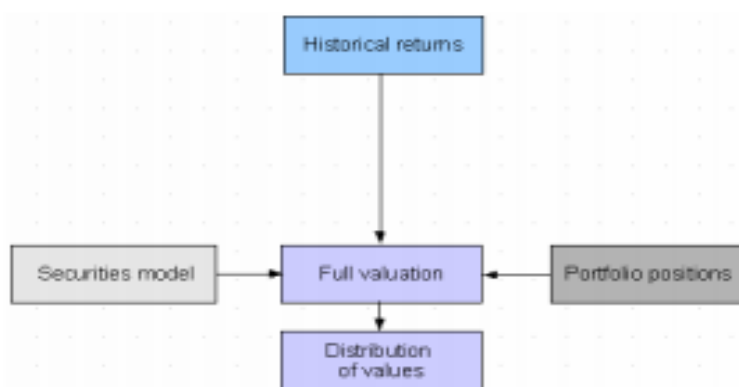 Historical returns
Securities model
Full valuation
Portfolio positions
Distribution
of values